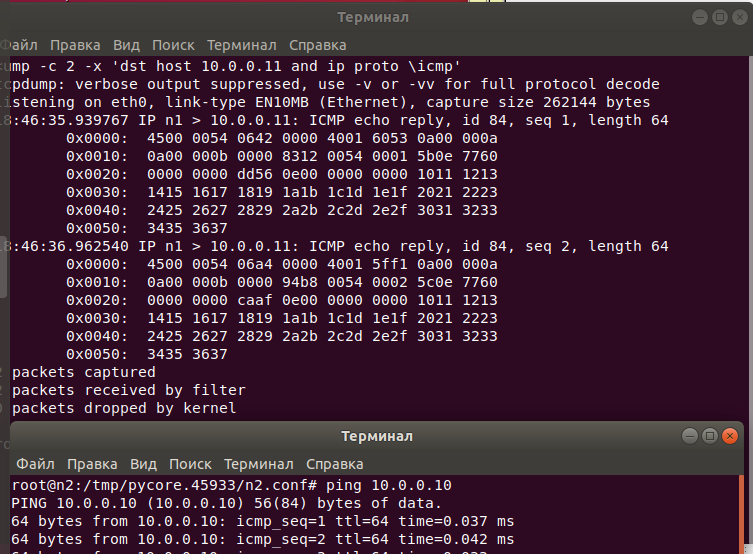 Терминал
Файл Правка Вид Поиск Терминал Справка
ump -c 2 -x 'dst host 10.0.0.11 and ip proto \icmp'
cpdump: verbose output suppressed, use -v or -vv for full protocol decode
listening on eth0, link-type EN10MB (Ethernet), capture size 262144 bytes
18:46:35.939767 IP n1 > 10.0.0.11: ICMP echo reply, id 84, seq 1, length 64
0x0000: 4500 0054 0642 0000 4001 6053 0a00 000a
0x0010: 0a00 000b 0000 8312 0054 0001 5b0e 7760
0x0020: 0000 0000 dd56 0e00 0000 0000 1011 1213
0x0030: 1415 1617 1819 1a1b 1c1d 1e1f 2021 2223
0x0040: 2425 2627 2829 2a2b 2c2d 2e2f 3031 3233
0x0050: 3435 3637
18:46:36.962540 IP n1 > 10.0.0.11: ICMP echo reply, id 84, seq 2, length 64
0x0000: 4500 0054 06a4 0000 4001 5ff1 0a00 000a
0x0010: 0a00 000b 0000 94b8 0054 0002 5c0e 7760
0x0020: 0000 0000 caaf 0e00 0000 0000 1011 1213
0x0030: 1415 1617 1819 1a1b 1c1d 1e1f 2021 2223
0x0040: 2425 2627 2829 2a2b 2c2d 2e2f 3031 3233
0x0050: 3435 3637
2 packets captured
2 packets received by filter
0 packets dropped by kernel
Терминал
Файл Правка Вид Поиск Терминал Справка
root@n2:/tmp/pycore.45933/n2.conf# ping 10.0.0.10
PING 10.0.0.10 (10.0.0.10) 56(84) bytes of data.
64 bytes from 10.0.0.10: icmp_seq=1 ttl=64 time=0.037 ms
64 bytes from 10.0.0.10: icmp_seq=2 ttl=64 time=0.042 ms